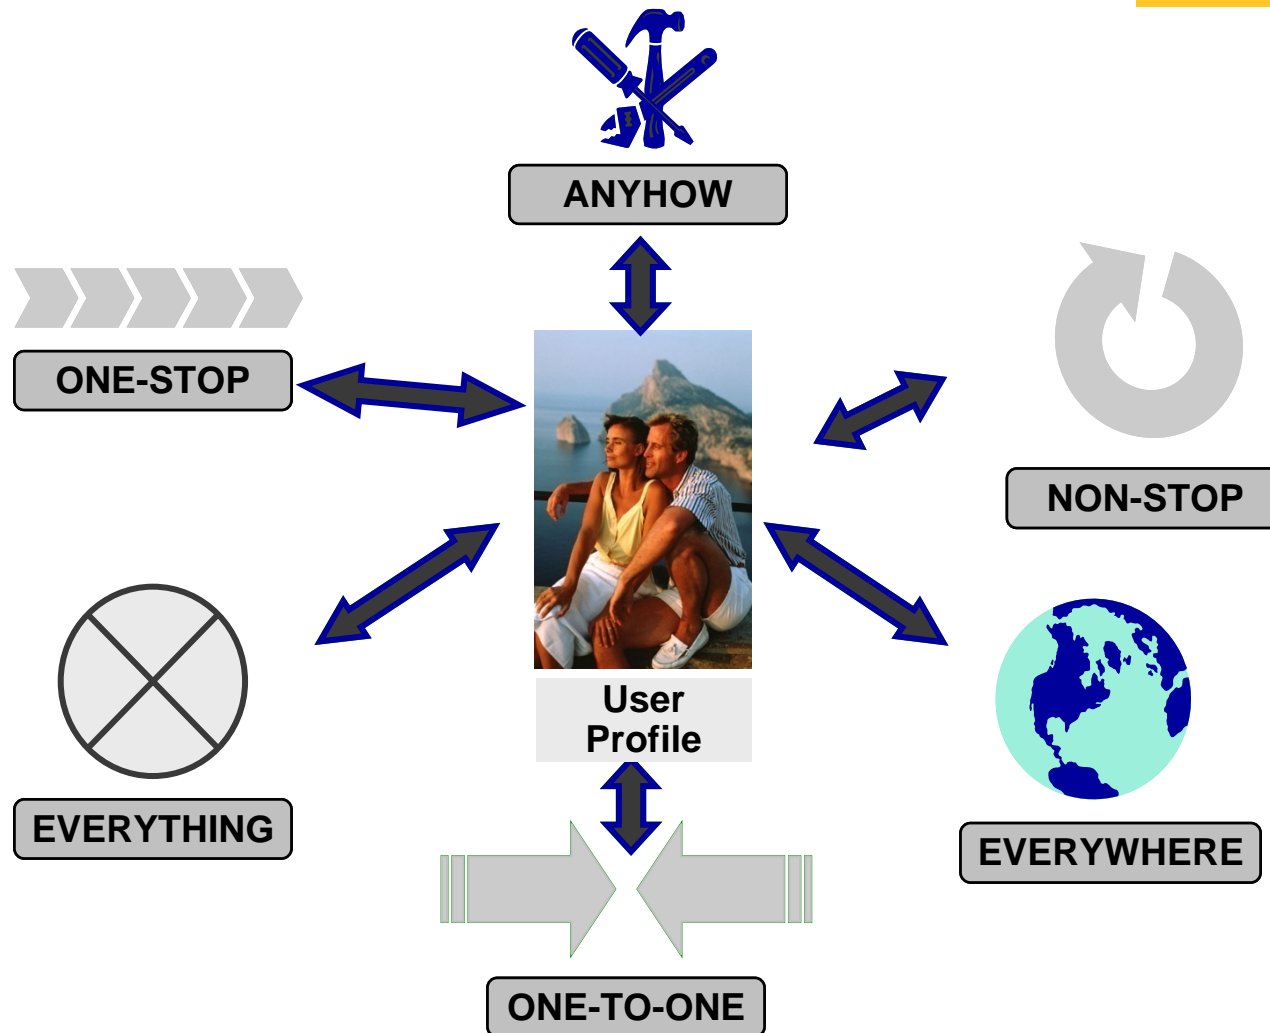 ANYHOW
ONE-STOP
NON-STOP
User
Profile
EVERYTHING
EVERYWHERE
ONE-TO-ONE